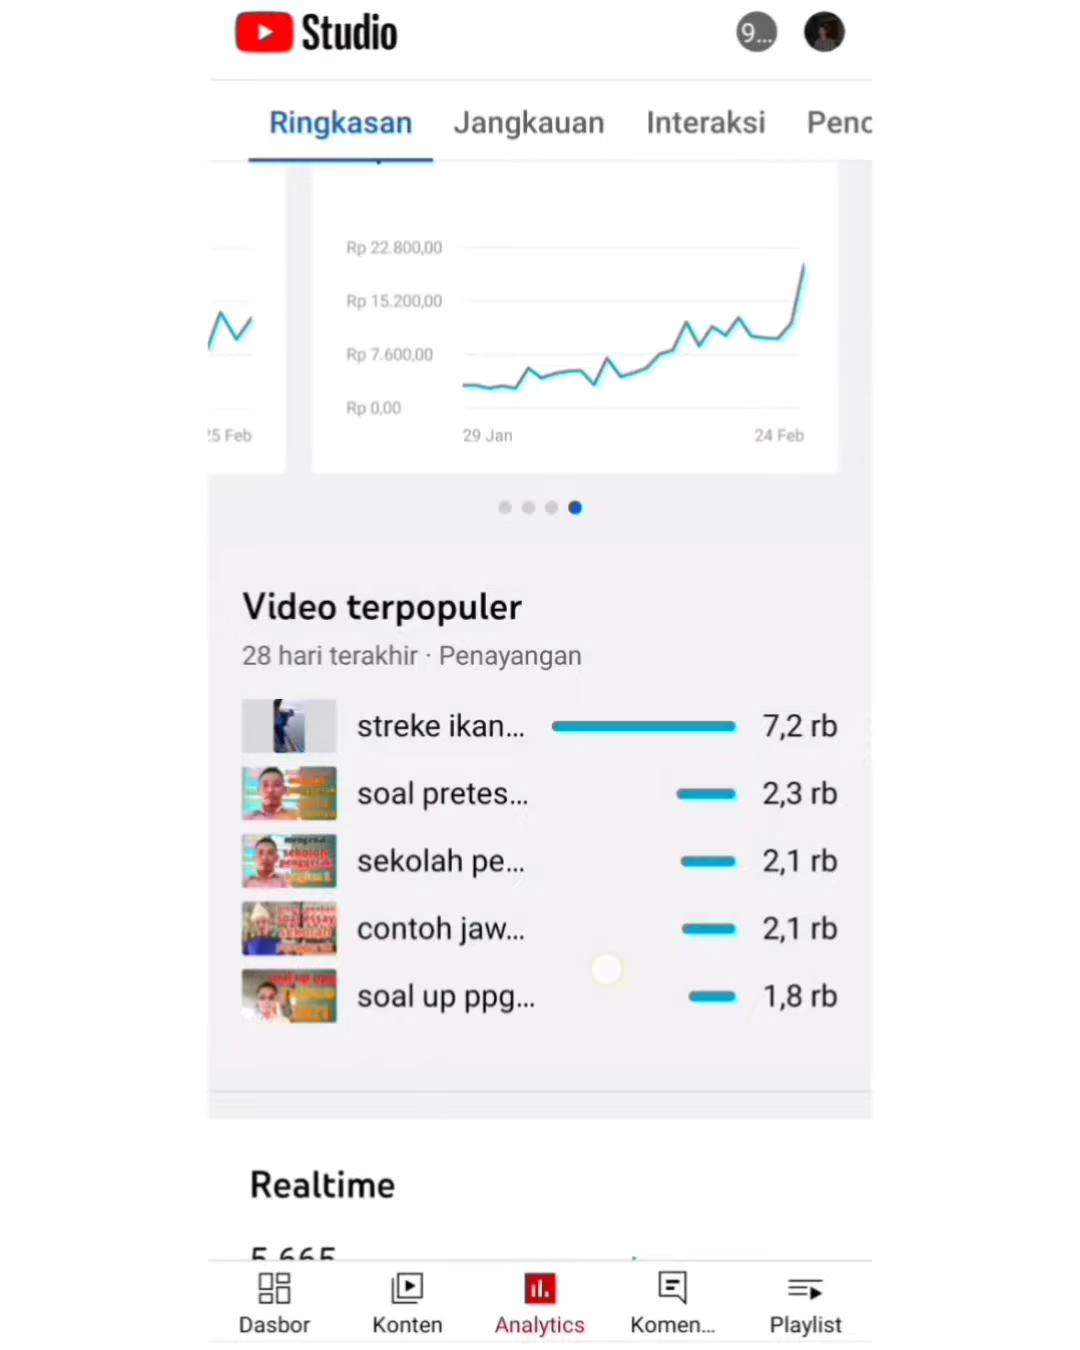 Studio
9...
Ringkasan Jangkauan Interaksi Penc
Rp 22.800,00
Rp 15.200,00
Rp 7.600,00
Rp 0,00
25 Feb
29 Jan 24 Feb
Video terpopuler
28 hari terakhir · Penayangan
streke ikan... 7,2 rb
soal pretes... 2,3 rb
sekolah pe... 2,1 rb
contoh jaw... 2,1 rb
soal up ppg... 1,8 rb
Realtime
5.665
Dasbor Konten Analytics Komen... Playlist